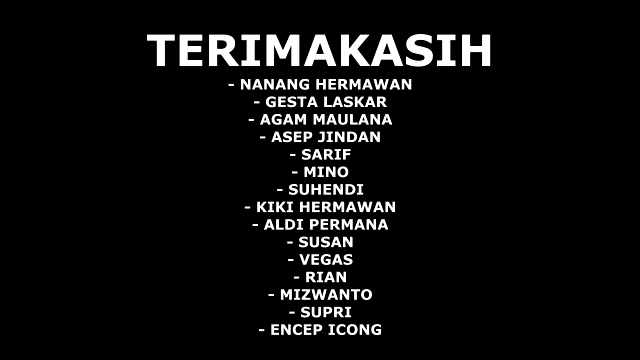 TERIMAKASIH
- NANANG HERMAWAN
- GESTA LASKAR
- AGAM MAULANA
- ASEP JINDAN
- SARIF
- MINO
- SUHENDI
- KIKI HERMAWAN
- ALDI PERMANA
- SUSAN
- VEGAS
- RIAN
- MIZWANTO
- SUPRI
- ENCEP ICONG